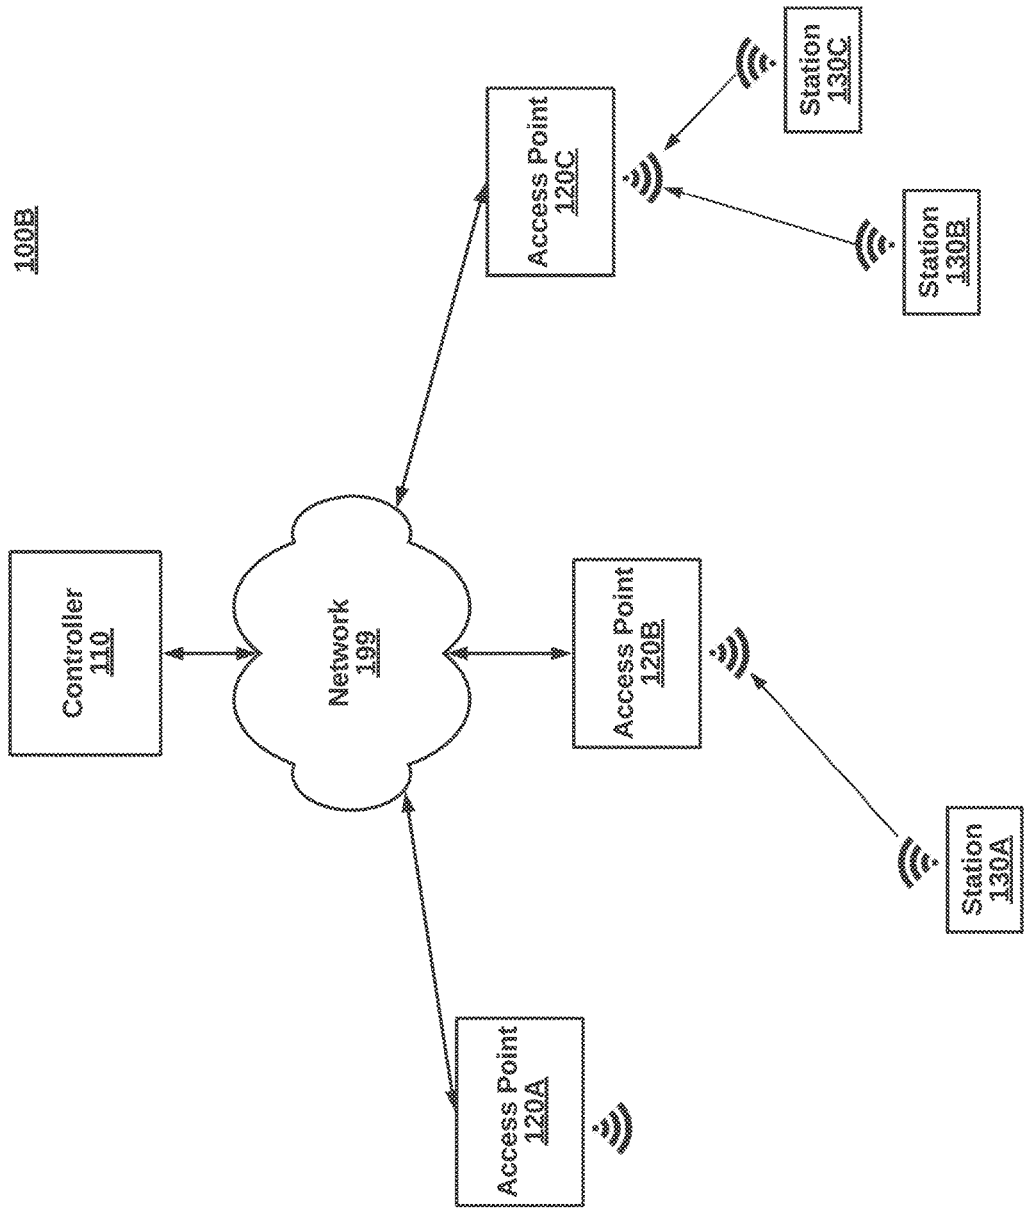 100B
Controller
110
Network
199
Access Point
120A
Access Point
120B
Access Point
120C
Station
130A
Station
130B
Station
130C